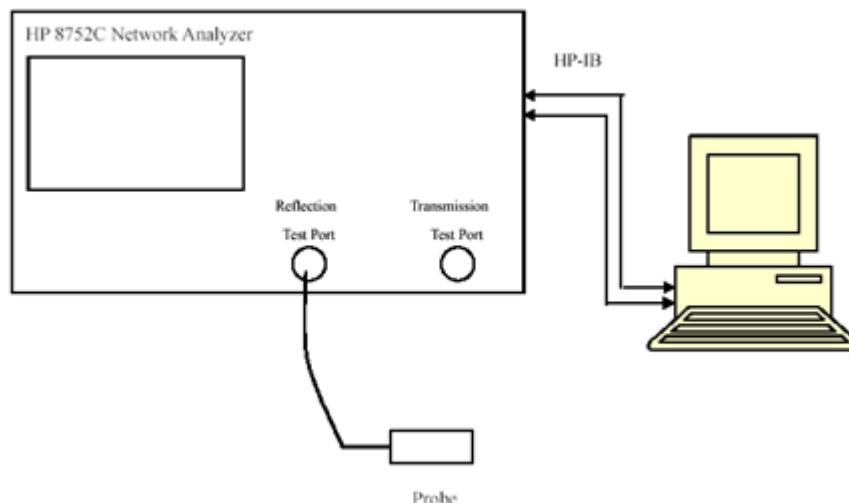 HP 8752C Network Analyzer
HP-IB
Reflection
Test Port
Transmission
Test Port
Probe